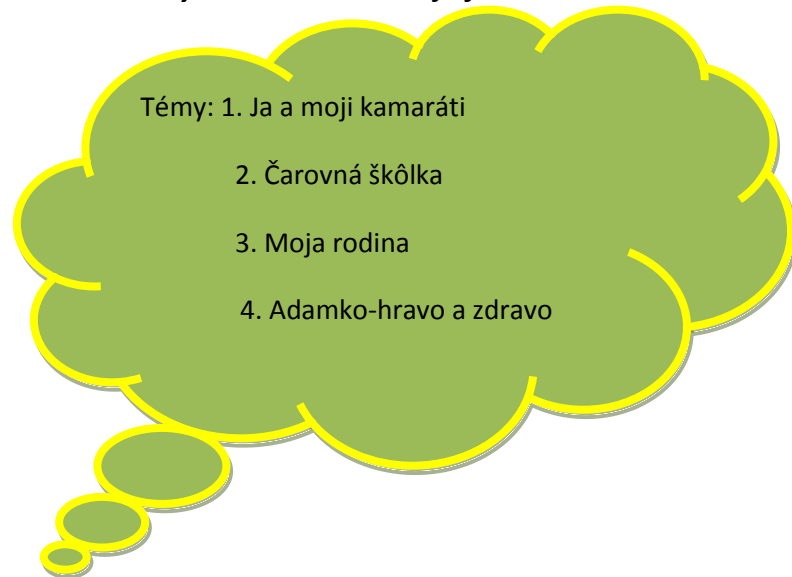 Témy: 1. Ja a moji kamaráti
2. Čarovná škôlka
3. Moja rodina
4. Adamko-hravo a zdravo